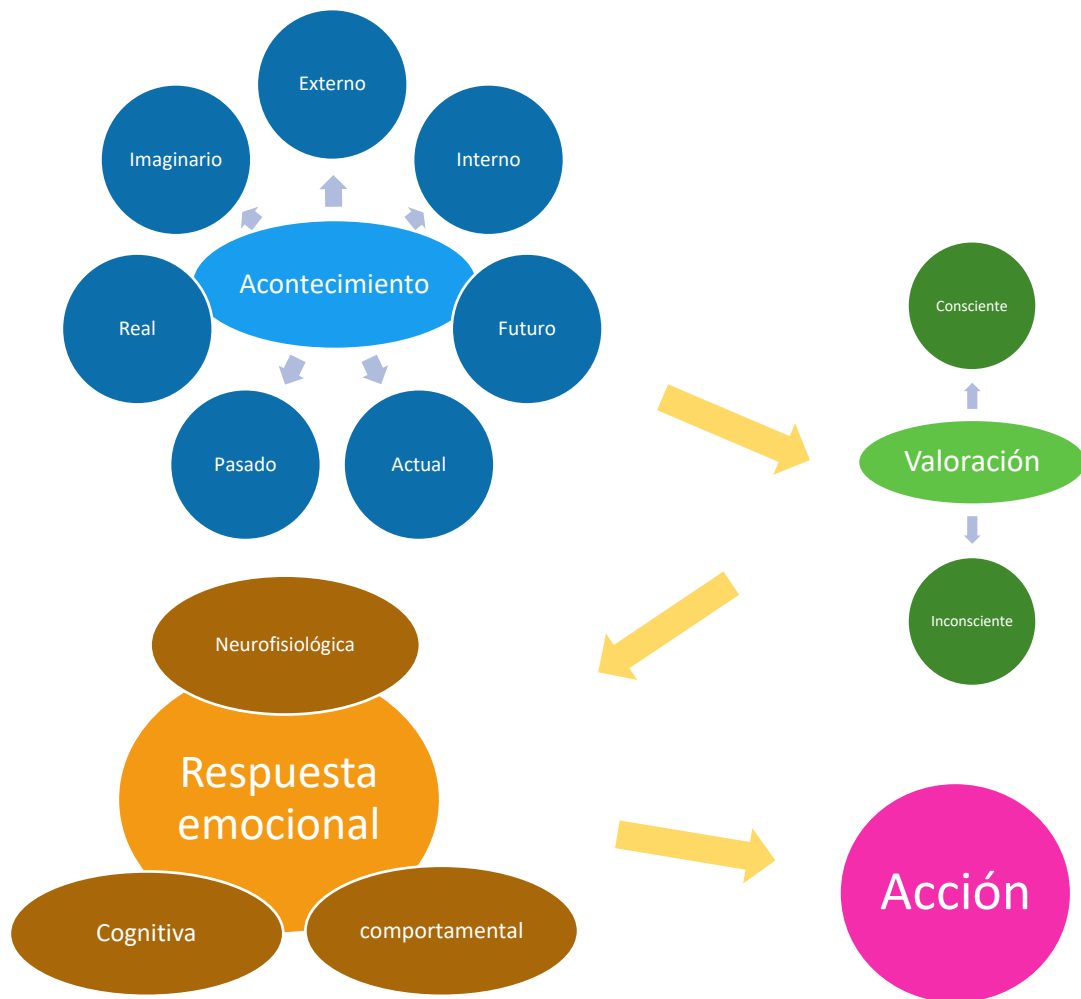 Externo
Imaginario
Interno
Acontecimiento
Real
Futuro
Pasado
Actual
Consciente
Valoración
Inconsciente
Neurofisiológica
Respuesta
emocional
Cognitiva
comportamental
Acción